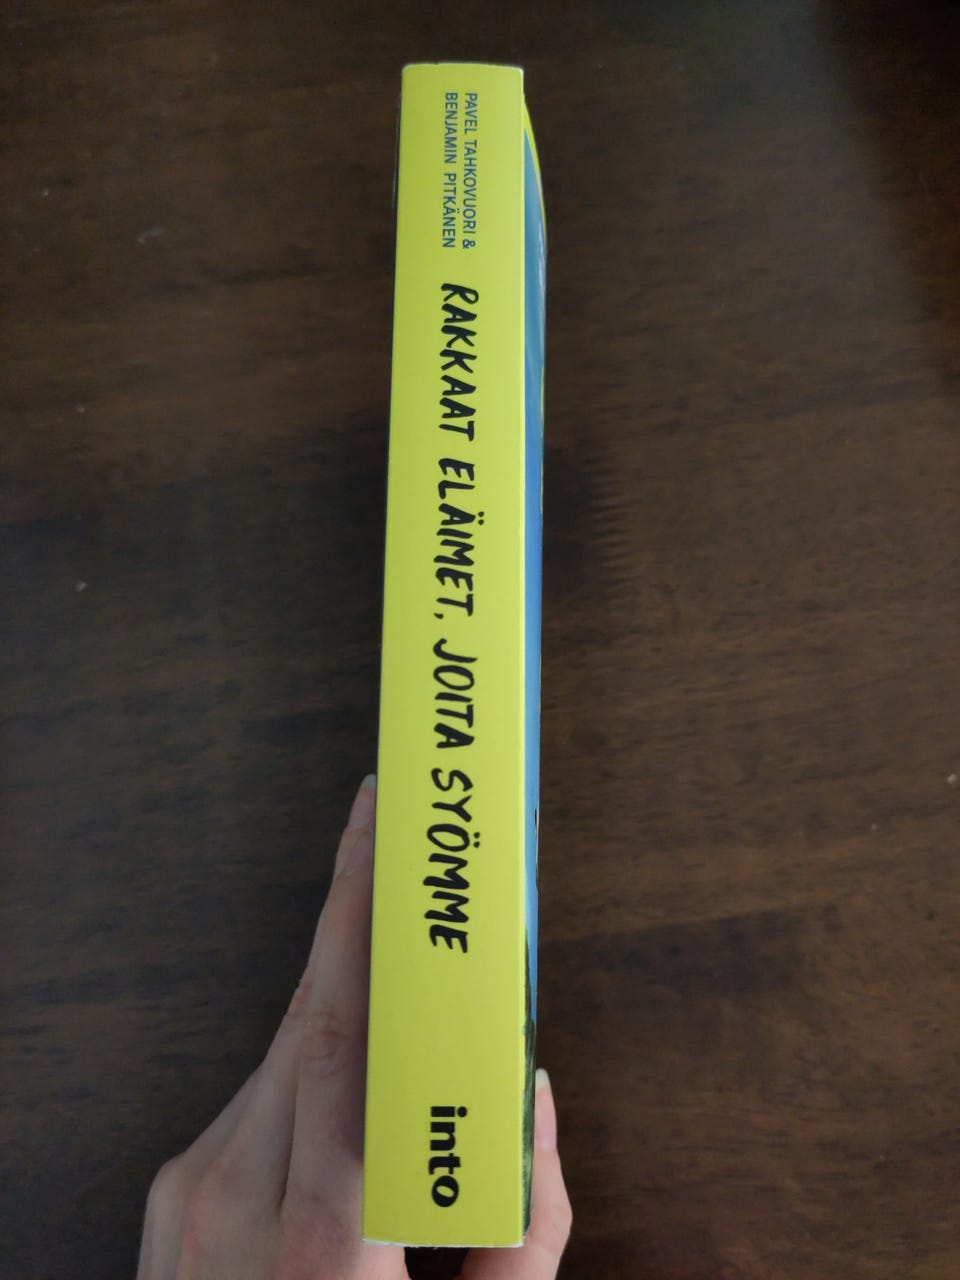 PAVEL TAHKOVUORI &
BENJAMIN PITKÄNEN
RAKKAAT ELÄIMET, JOITA SYÖMME
into